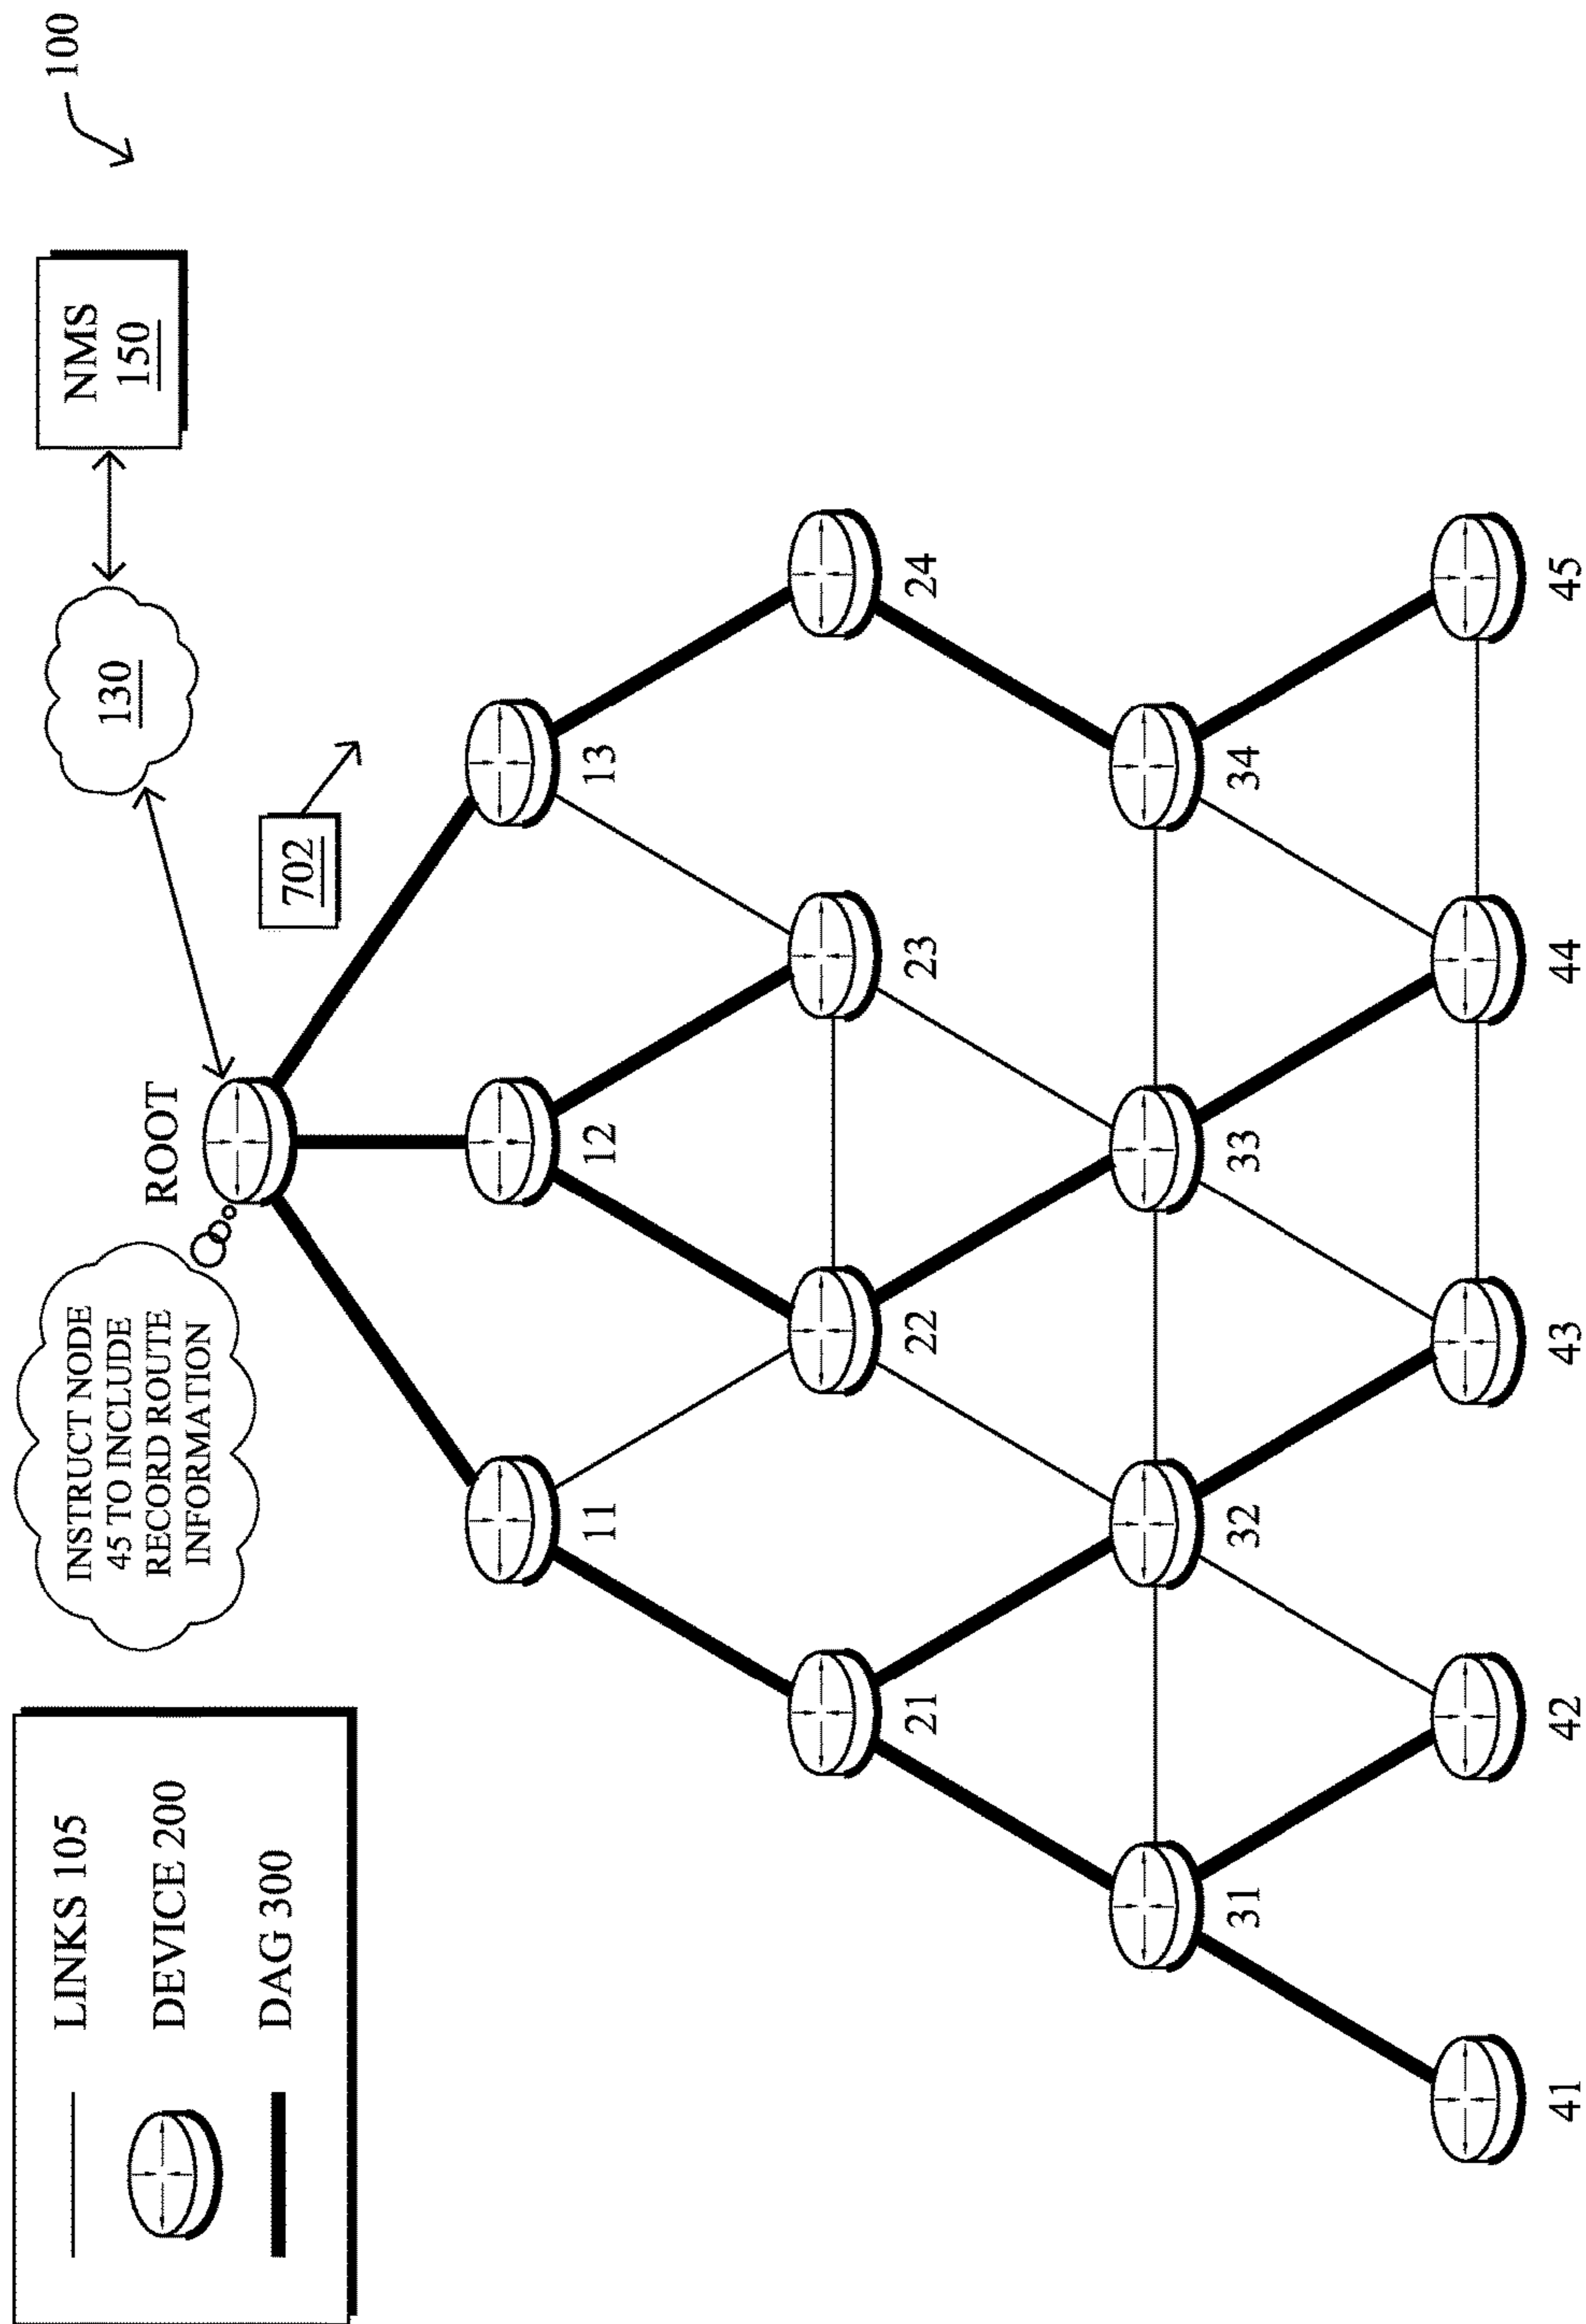 LINKS 105
DEVICE 200
DAG 300
INSTRUCT NODE
45 TO INCLUDE
RECORD ROUTE
INFORMATION
ROOT
130
NMS
150
100
702
11
12
13
21
22
23
24
31
32
33
34
41
42
43
44
45